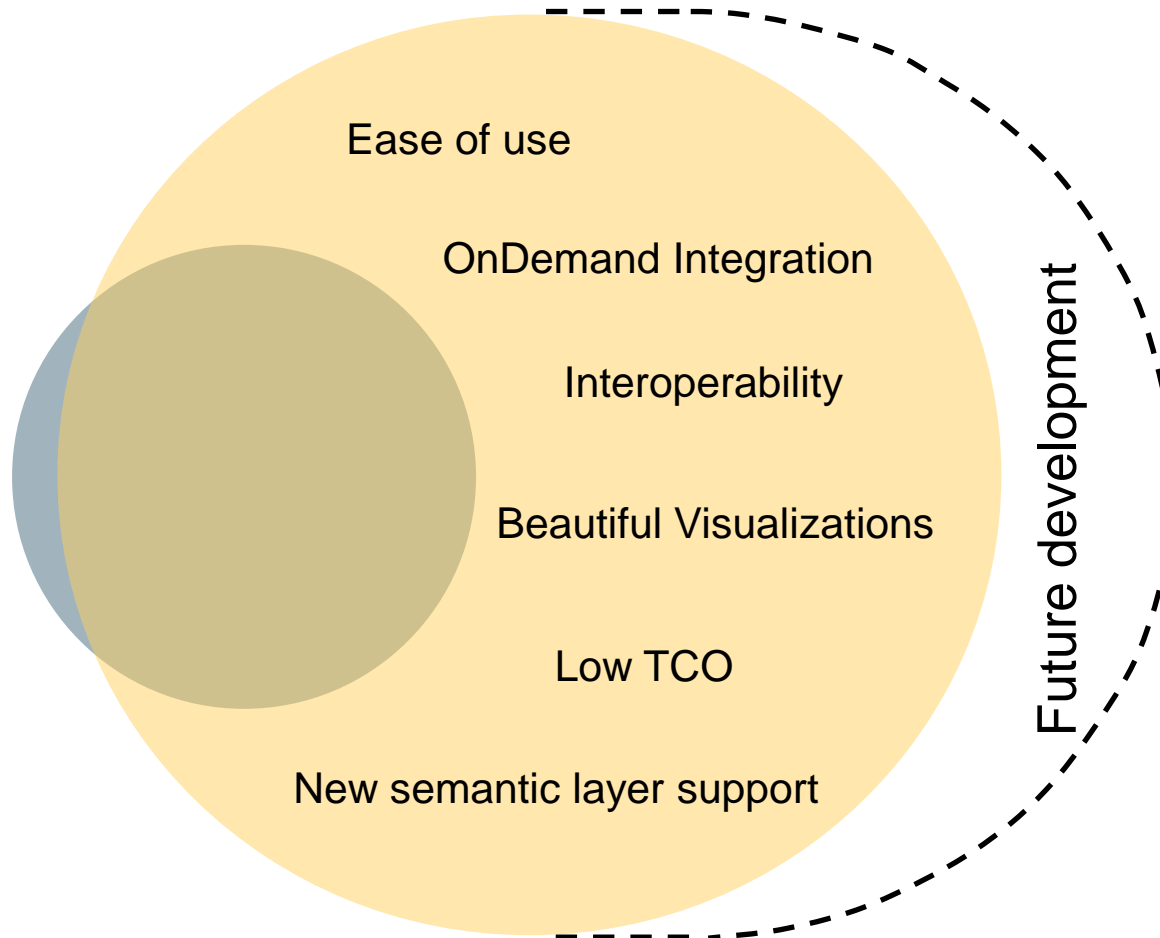 Ease of use
OnDemand Integration
Interoperability
Beautiful Visualizations
Low TCO
New semantic layer support
Future development